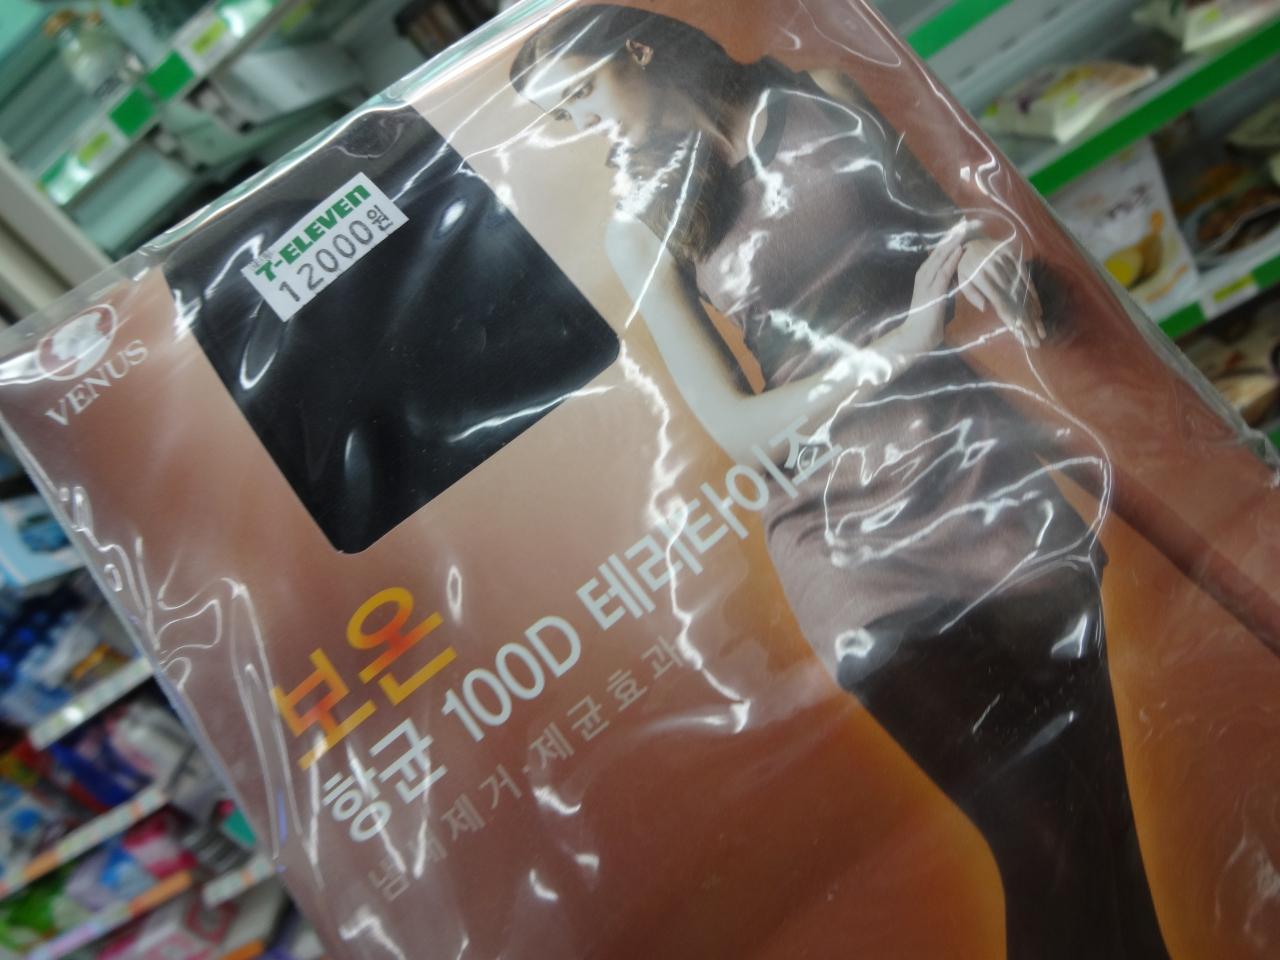 7-ELEVEN
12000원
VENUS
보온
항균 100D 테라타이즈
냄새제거·제균효과